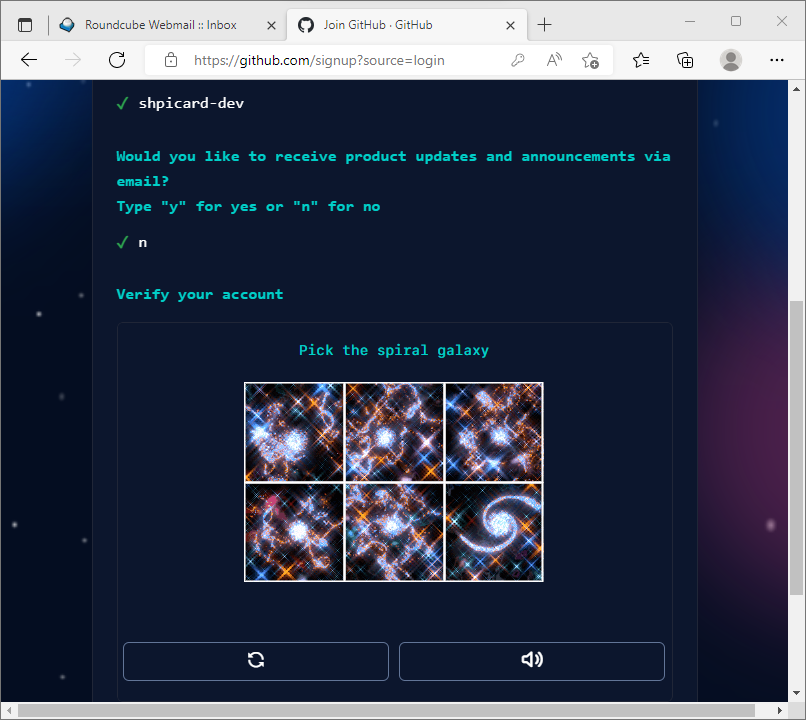 Roundcube Webmail :: Inbox
Join GitHub · GitHub
https://github.com/signup?source=login
shpicard-dev
Would you like to receive product updates and announcements via
email?
Type "y" for yes or "n" for no
n
Verify your account
Pick the spiral galaxy